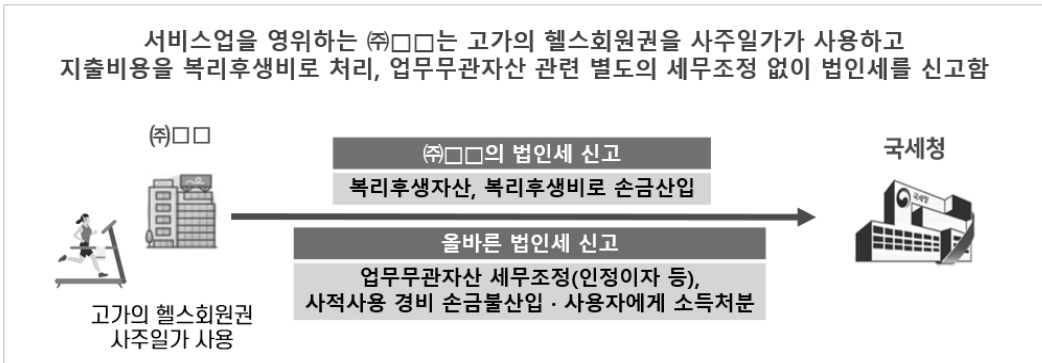 서비스업을 영위하는 ㈜□□는 고가의 헬스회원권을 사주일가가 사용하고
지출비용을 복리후생비로 처리, 업무무관자산 관련 별도의 세무조정 없이 법인세를 신고함
㈜□□
㈜□□의 법인세 신고
복리후생자산, 복리후생비로 손금산입
올바른 법인세 신고
업무무관자산 세무조정(인정이자 등),
사적사용 경비 손금불산입 · 사용자에게 소득처분
고가의 헬스회원권
사주일가 사용
국세청
국세청